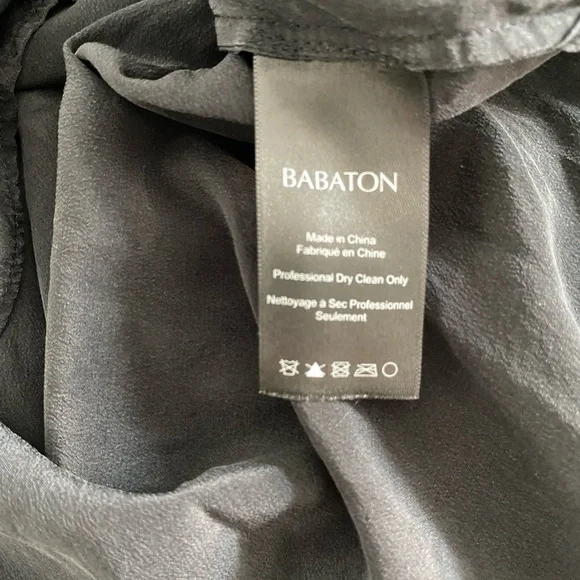 BABATON
Made in China
Fabriqué en Chine
Professional Dry Clean Only
Nettoyage à Sec Professionnel
Seulement